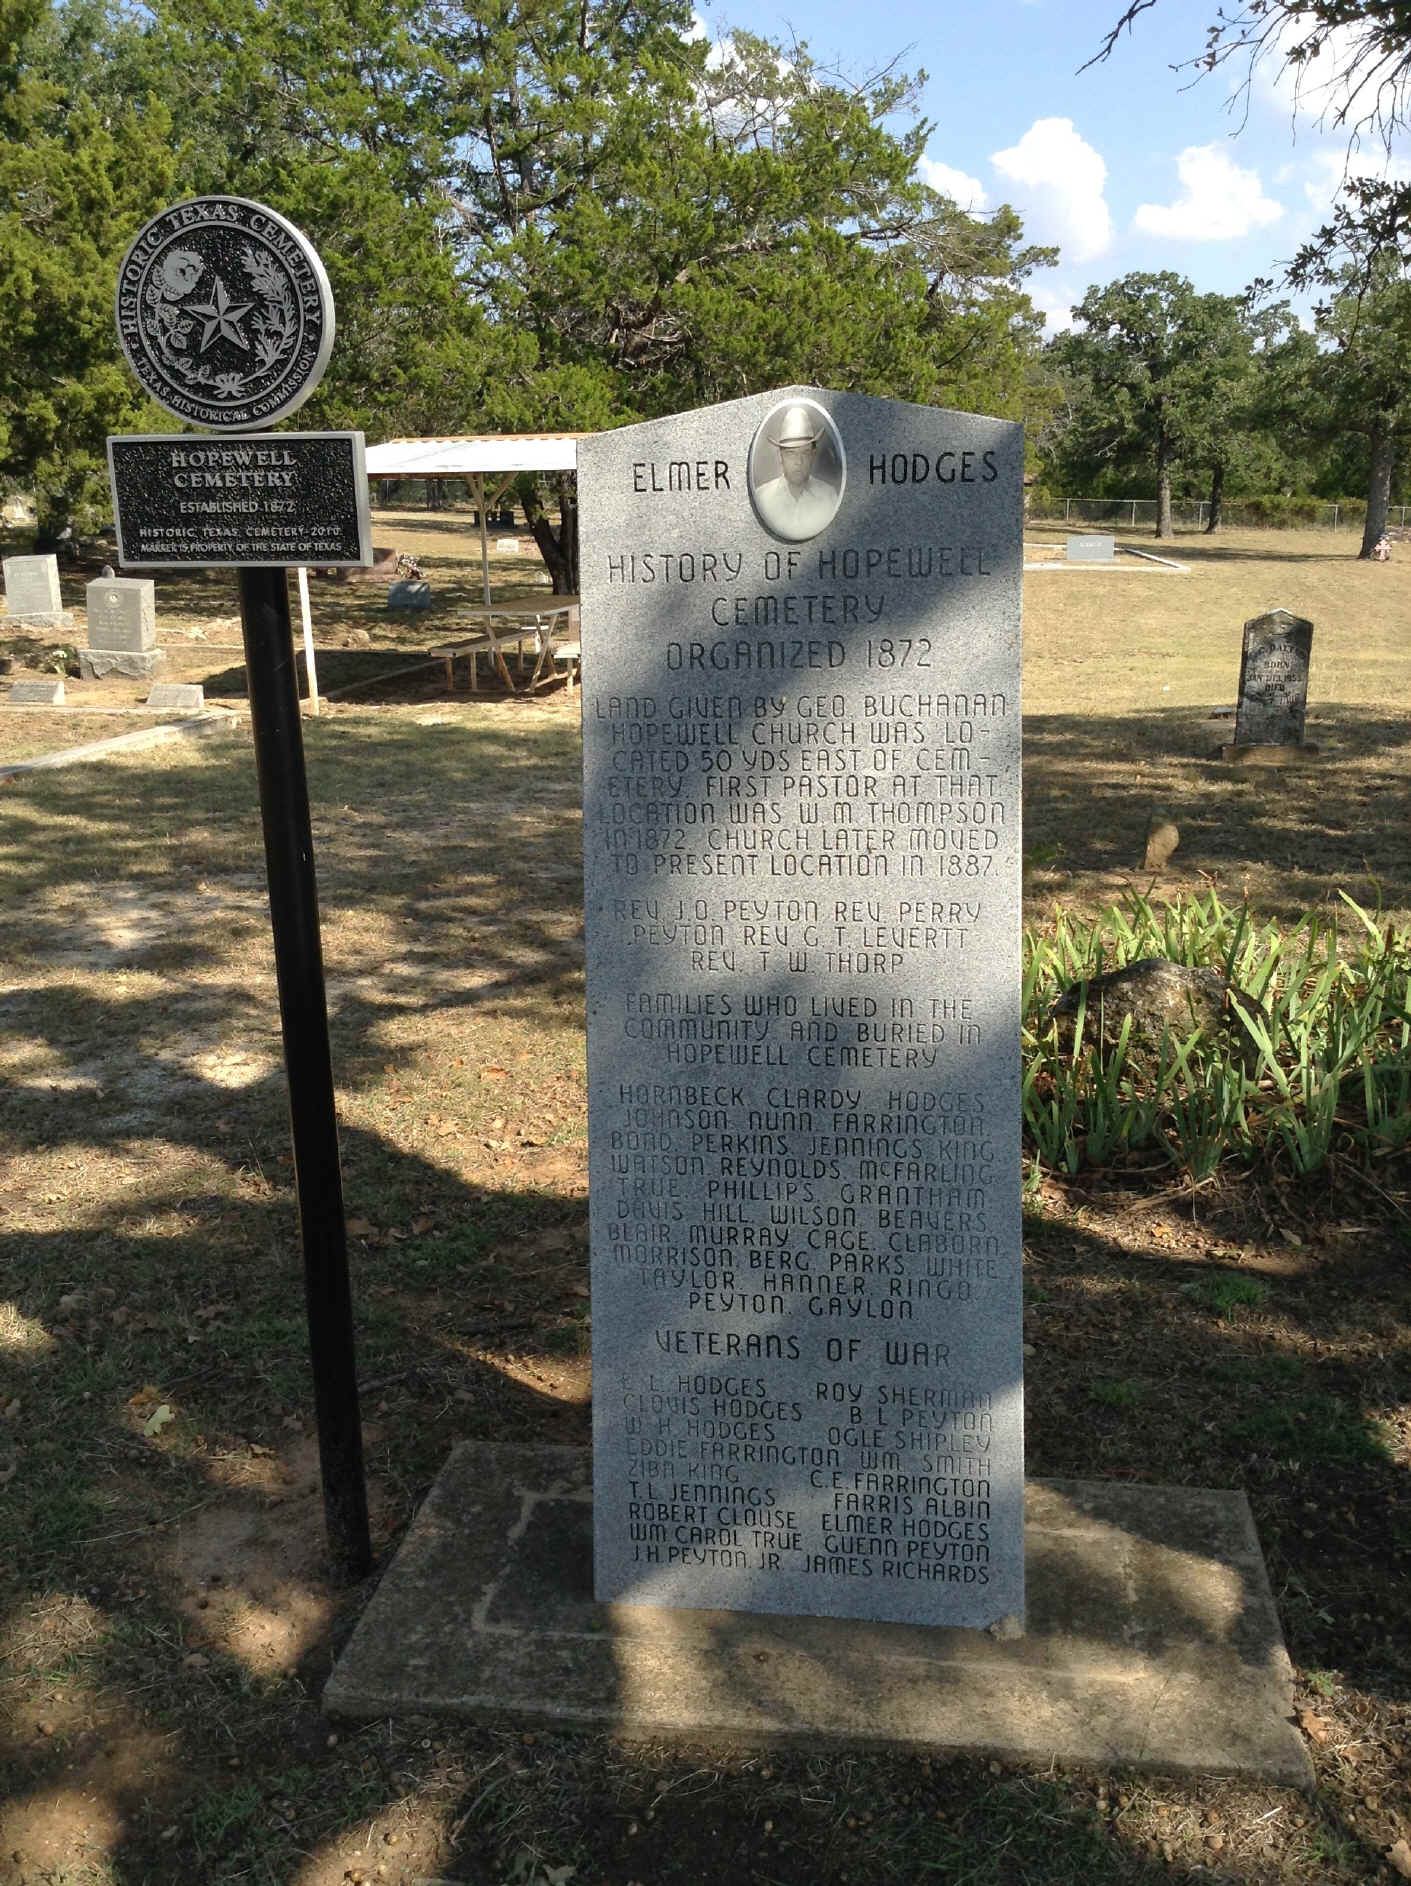 HISTORIC TEXAS CEMETERY
TEXAS HISTORICAL COMMISSION
HOPEWELL
CEMETERY
ESTABLISHED 1872
HISTORIC TEXAS CEMETERY-2010
MARKER IS PROPERTY OF THE STATE OF TEXAS
ELMER HODGES
HISTORY OF HOPEWELL
CEMETERY
ORGANIZED 1872
LAND GIVEN BY GEO. BUCHANAN
HOPEWELL CHURCH WAS LO-
CATED 50 YDS EAST OF CEM-
ETERY. FIRST PASTOR AT THAT
LOCATION WAS W. M. THOMPSON
IN 1872. CHURCH LATER MOVED
TO PRESENT LOCATION IN 1887.
REV. J.O. PEYTON REV. PERRY
PEYTON REV. G. T. LEVERTT
REV. T. W. THORP
FAMILIES WHO LIVED IN THE
COMMUNITY AND BURIED IN
HOPEWELL CEMETERY
HORNBECK, CLARDY, HODGES
JOHNSON, NUNN, FARRINGTON
BOND, PERKINS, JENNINGS, KING
WATSON, REYNOLDS, McFARLING
TRUE, PHILLIPS, GRANTHAM
DAVIS, HILL, WILSON, BEAVERS,
BLAIR, MURRAY, CAGE, CLABORN,
MORRISON, BERG, PARKS, WHITE
TAYLOR, HANNER, RINGO
PEYTON, GAYLON
VETERANS OF WAR
L. HODGES ROY SHERMAN
CLOVIS HODGES B. L. PEYTON
W. H. HODGES OGLE SHIPLEY
EDDIE FARRINGTON WM. SMITH
ZIBA KING C.E. FARRINGTON
T.L. JENNINGS FARRIS ALBIN
ROBERT CLOUSE ELMER HODGES
WM CAROL TRUE GUENN PEYTON
J.H. PEYTON, JR. JAMES RICHARDS
BORN
DIED